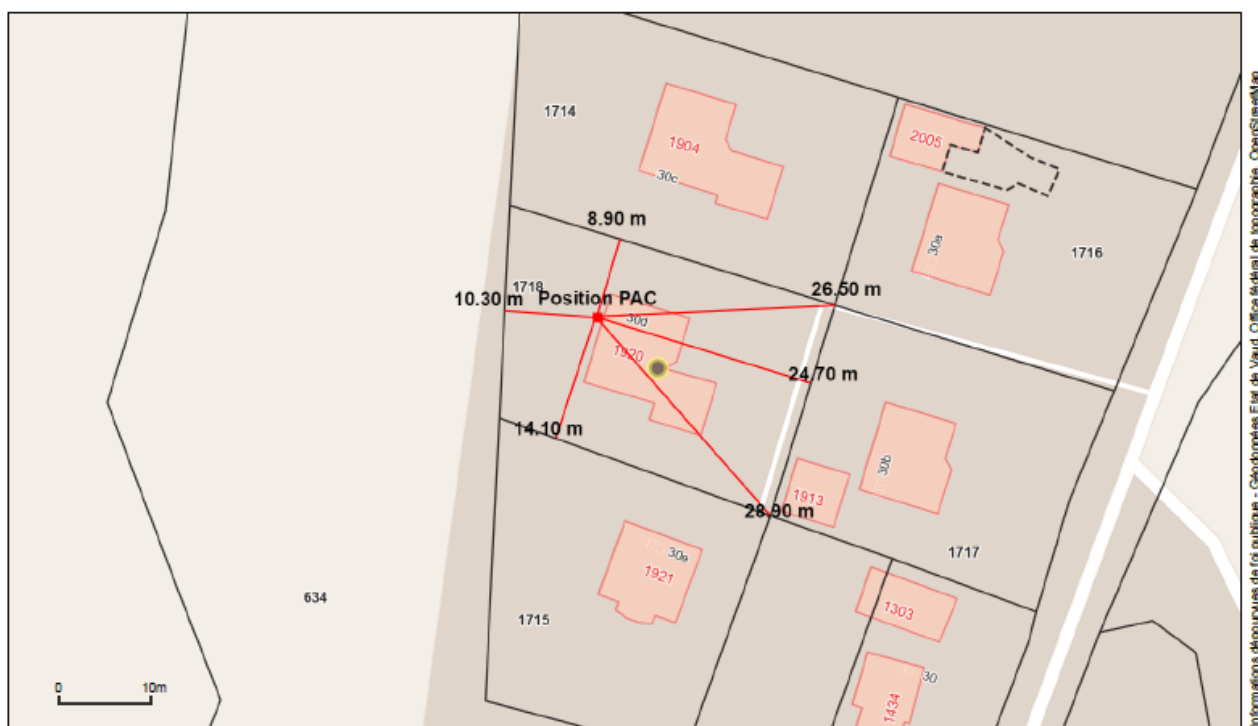 1714
1904
30c
2005
30a
1716
8.90 m
1718
10.30 m
Position PAC
30d
26.50 m
1920
24.70 m
14.10 m
28.90 m
30b
1913
1717
30e
1921
634
1715
1303
30
1434
0 10m
Informations dépourvues de foi publique - Géodonnées Etat de Vaud, Office fédéral de topographie, OpenStreetMap